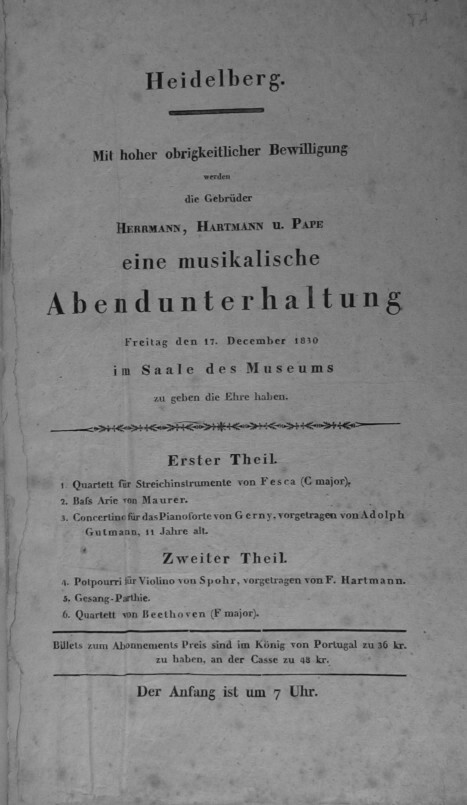 Heidelberg.
Mit hoher obrigkeitlicher Bewilligung
werden
die Gebrüder
Herrmann, Hartmann u. Pape
eine musikalische
Abendunterhaltung
Freitag den 17. December 1830
im Saale des Museums
zu geben die Ehre haben.
Erster Theil.
1. Quartett für Streichinstrumente von Fesca (C major).
2. Baſs Arie von Maurer.
3. Concertine für das Pianoforte von Gerny, vorgetragen von Adolph
Gutmann, 11 Jahre alt.
Zweiter Theil.
4. Potpourri für Violino von Spohr, vorgetragen von F. Hartmann.
5. Gesang-Parthie.
6. Quartett von Beethoven (F major).
Billets zum Abonnements Preis sind im König von Portugal zu 36 kr.
zu haben, an der Casse zu 48 kr.
Der Anfang ist um 7 Uhr.